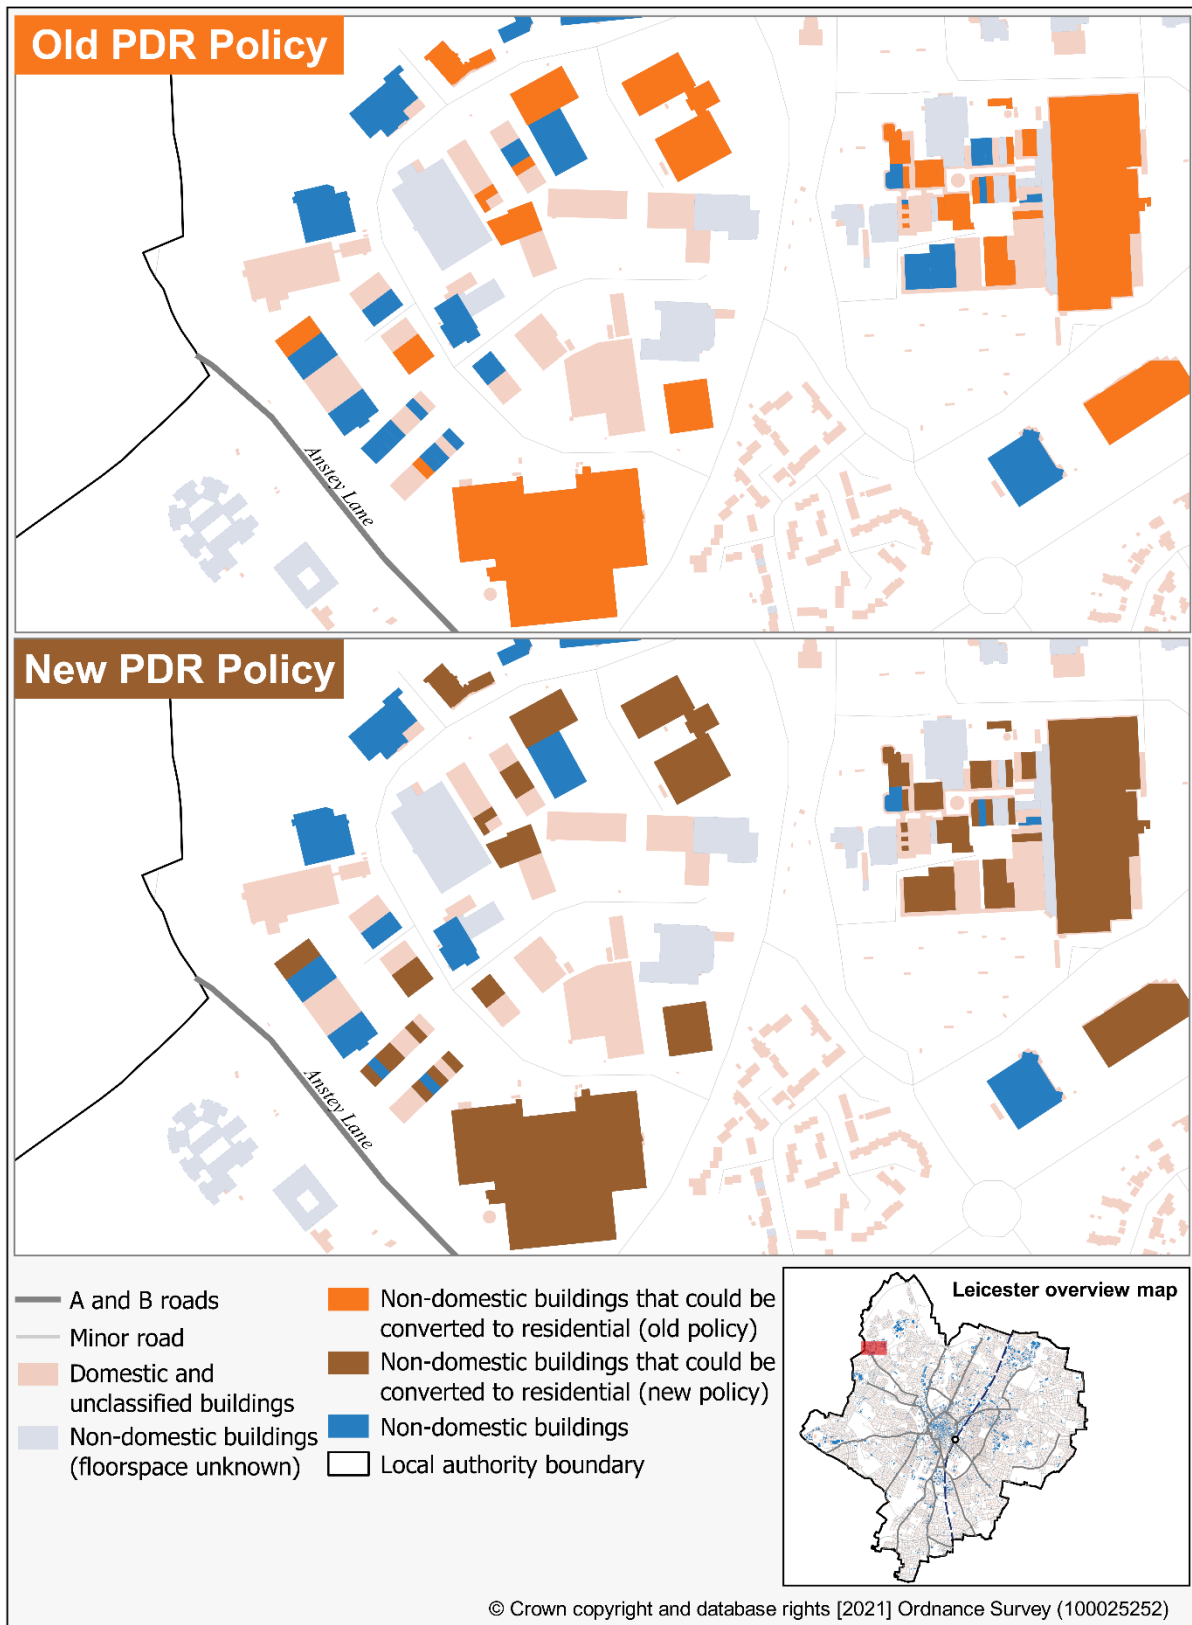 Old PDR Policy
Anstey Lane
New PDR Policy
Anstey Lane
A and B roads
Minor road
Domestic and
unclassified buildings
Non-domestic buildings
(floorspace unknown)
Non-domestic buildings that could be
converted to residential (old policy)
Non-domestic buildings that could be
converted to residential (new policy)
Non-domestic buildings
Local authority boundary
Leicester overview map
© Crown copyright and database rights [2021] Ordnance Survey (100025252)